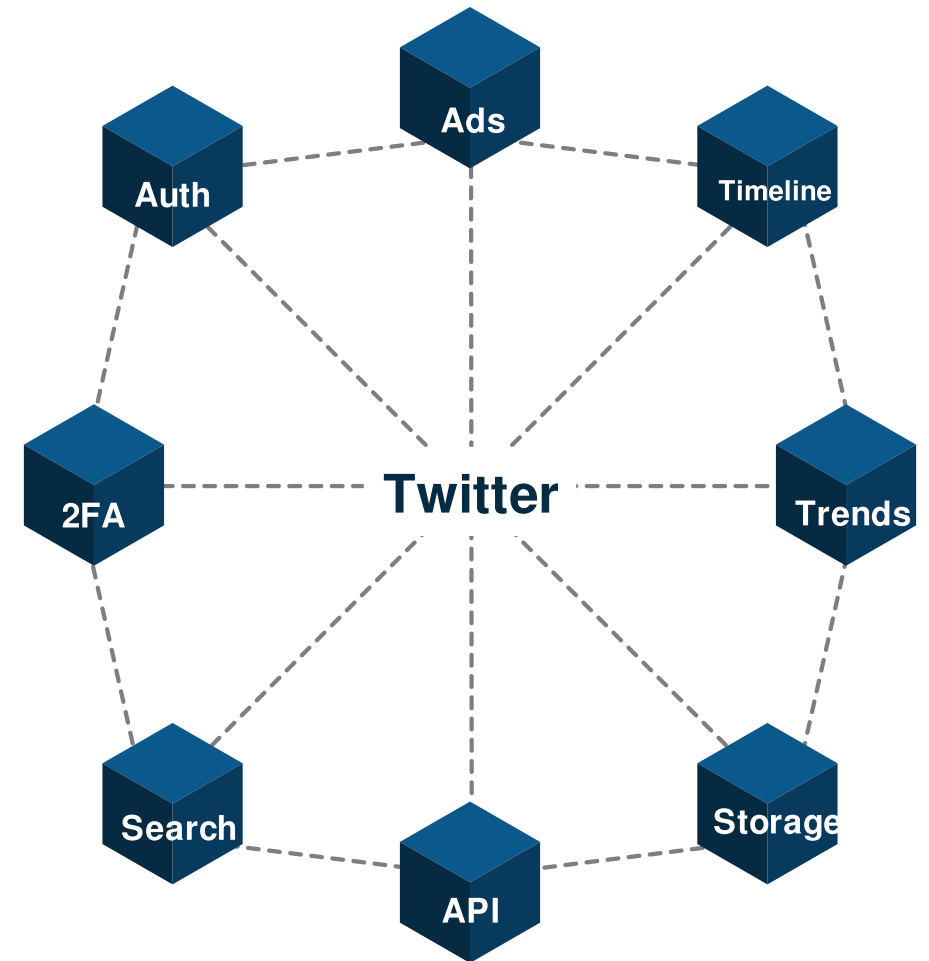 Ads
Auth
Timeline
Twitter
2FA
Trends
Search
Storage
API